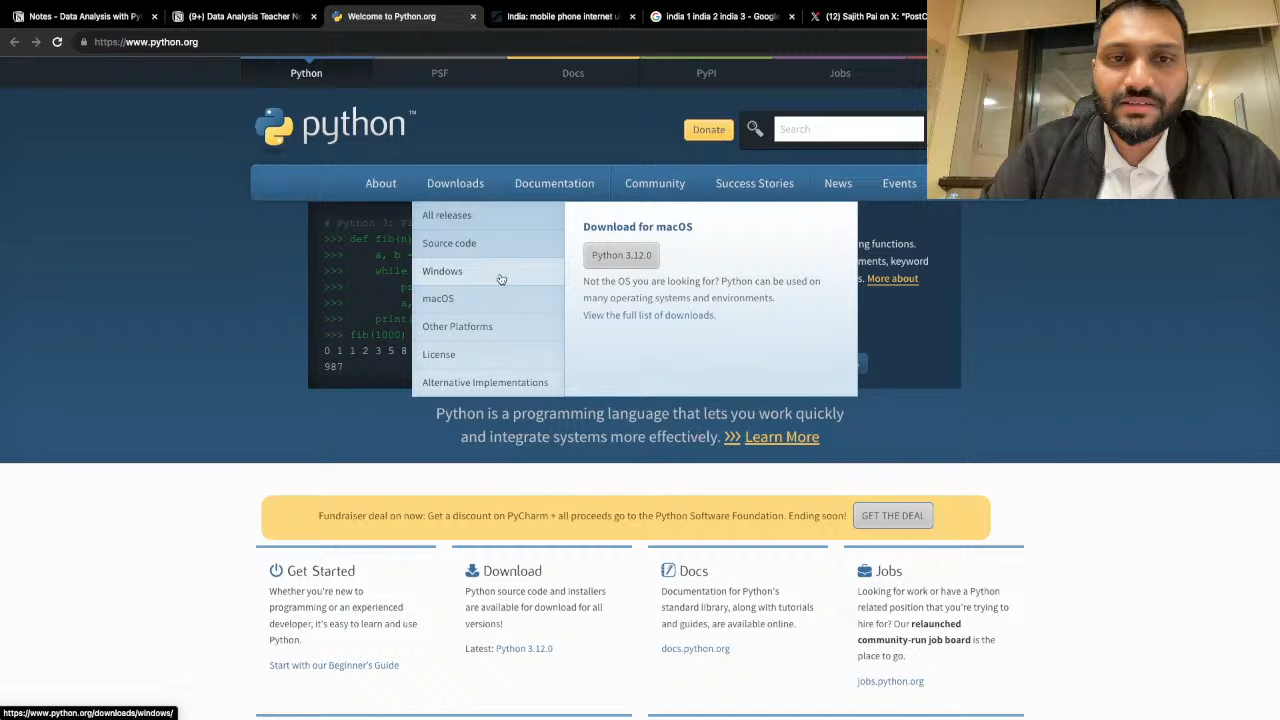 Notes - Data Analysis with Py
(9+) Data Analysis Teacher No
Welcome to Python.org
India: mobile phone internet u
india 1 india 2 india 3 - Google
(12) Sajith Pai on X: "PostC
https://www.python.org
Python
PSF
Docs
PyPI
Jobs
python™
Donate
Search
About
Downloads
Documentation
Community
Success Stories
News
Events
# Python 3: Fi
>>> def fib(n)
>>> a, b =
>>> while
>>> pr
>>> a,
>>> print(
>>> fib(1000)
0 1 1 2 3 5 8
987
All releases
Source code
Windows
macOS
Other Platforms
License
Alternative Implementations
Download for macOS
Python 3.12.0
Not the OS you are looking for? Python can be used on
many operating systems and environments.
View the full list of downloads.
ng functions.
ments, keyword
s. More about
Python is a programming language that lets you work quickly
and integrate systems more effectively. >>> Learn More
Fundraiser deal on now: Get a discount on PyCharm + all proceeds go to the Python Software Foundation. Ending soon!
GET THE DEAL
Get Started
Whether you're new to
programming or an experienced
developer, it's easy to learn and use
Python.
Start with our Beginner's Guide
Download
Python source code and installers
are available for download for all
versions!
Latest: Python 3.12.0
Docs
Documentation for Python's
standard library, along with tutorials
and guides, are available online.
docs.python.org
Jobs
Looking for work or have a Python
related position that you're trying to
hire for? Our relaunched
community-run job board is the
place to go.
jobs.python.org
https://www.python.org/downloads/windows/